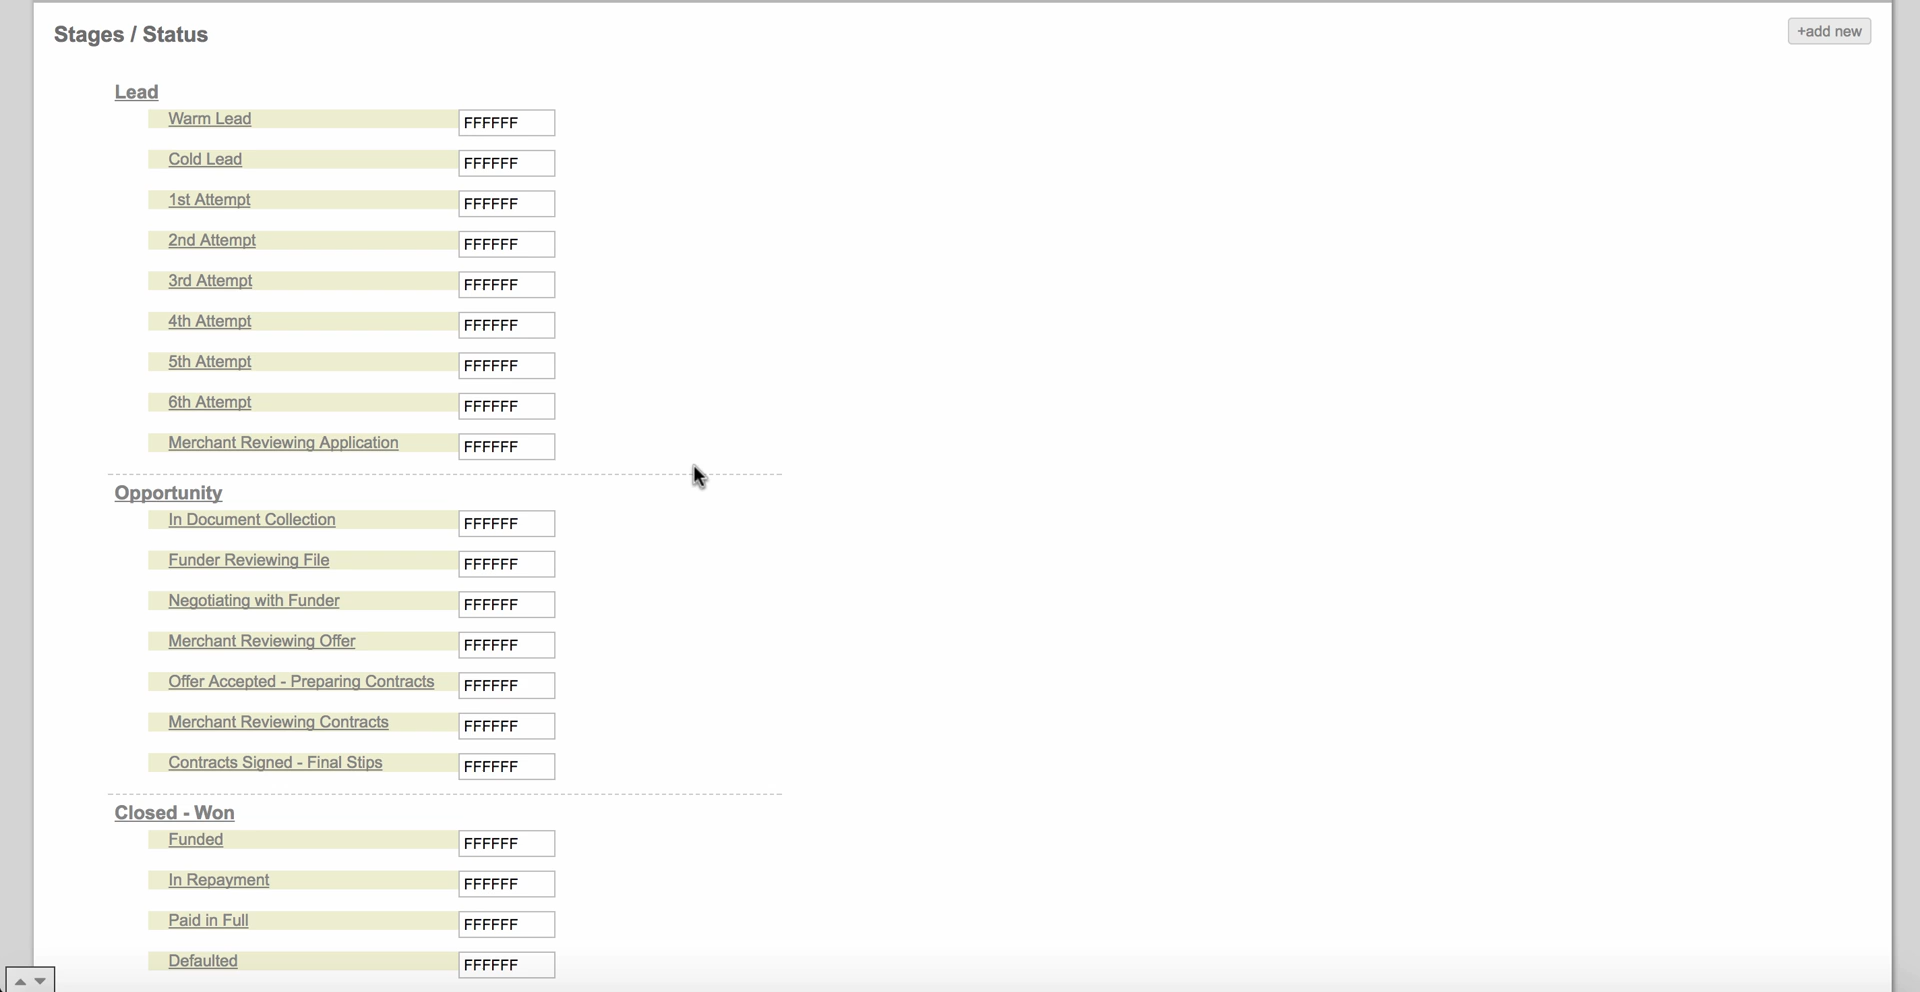 Stages / Status
+add new
Lead
Warm Lead FFFFFF
Cold Lead FFFFFF
1st Attempt FFFFFF
2nd Attempt FFFFFF
3rd Attempt FFFFFF
4th Attempt FFFFFF
5th Attempt FFFFFF
6th Attempt FFFFFF
Merchant Reviewing Application FFFFFF
Opportunity
In Document Collection FFFFFF
Funder Reviewing File FFFFFF
Negotiating with Funder FFFFFF
Merchant Reviewing Offer FFFFFF
Offer Accepted - Preparing Contracts FFFFFF
Merchant Reviewing Contracts FFFFFF
Contracts Signed - Final Stips FFFFFF
Closed - Won
Funded FFFFFF
In Repayment FFFFFF
Paid in Full FFFFFF
Defaulted FFFFFF